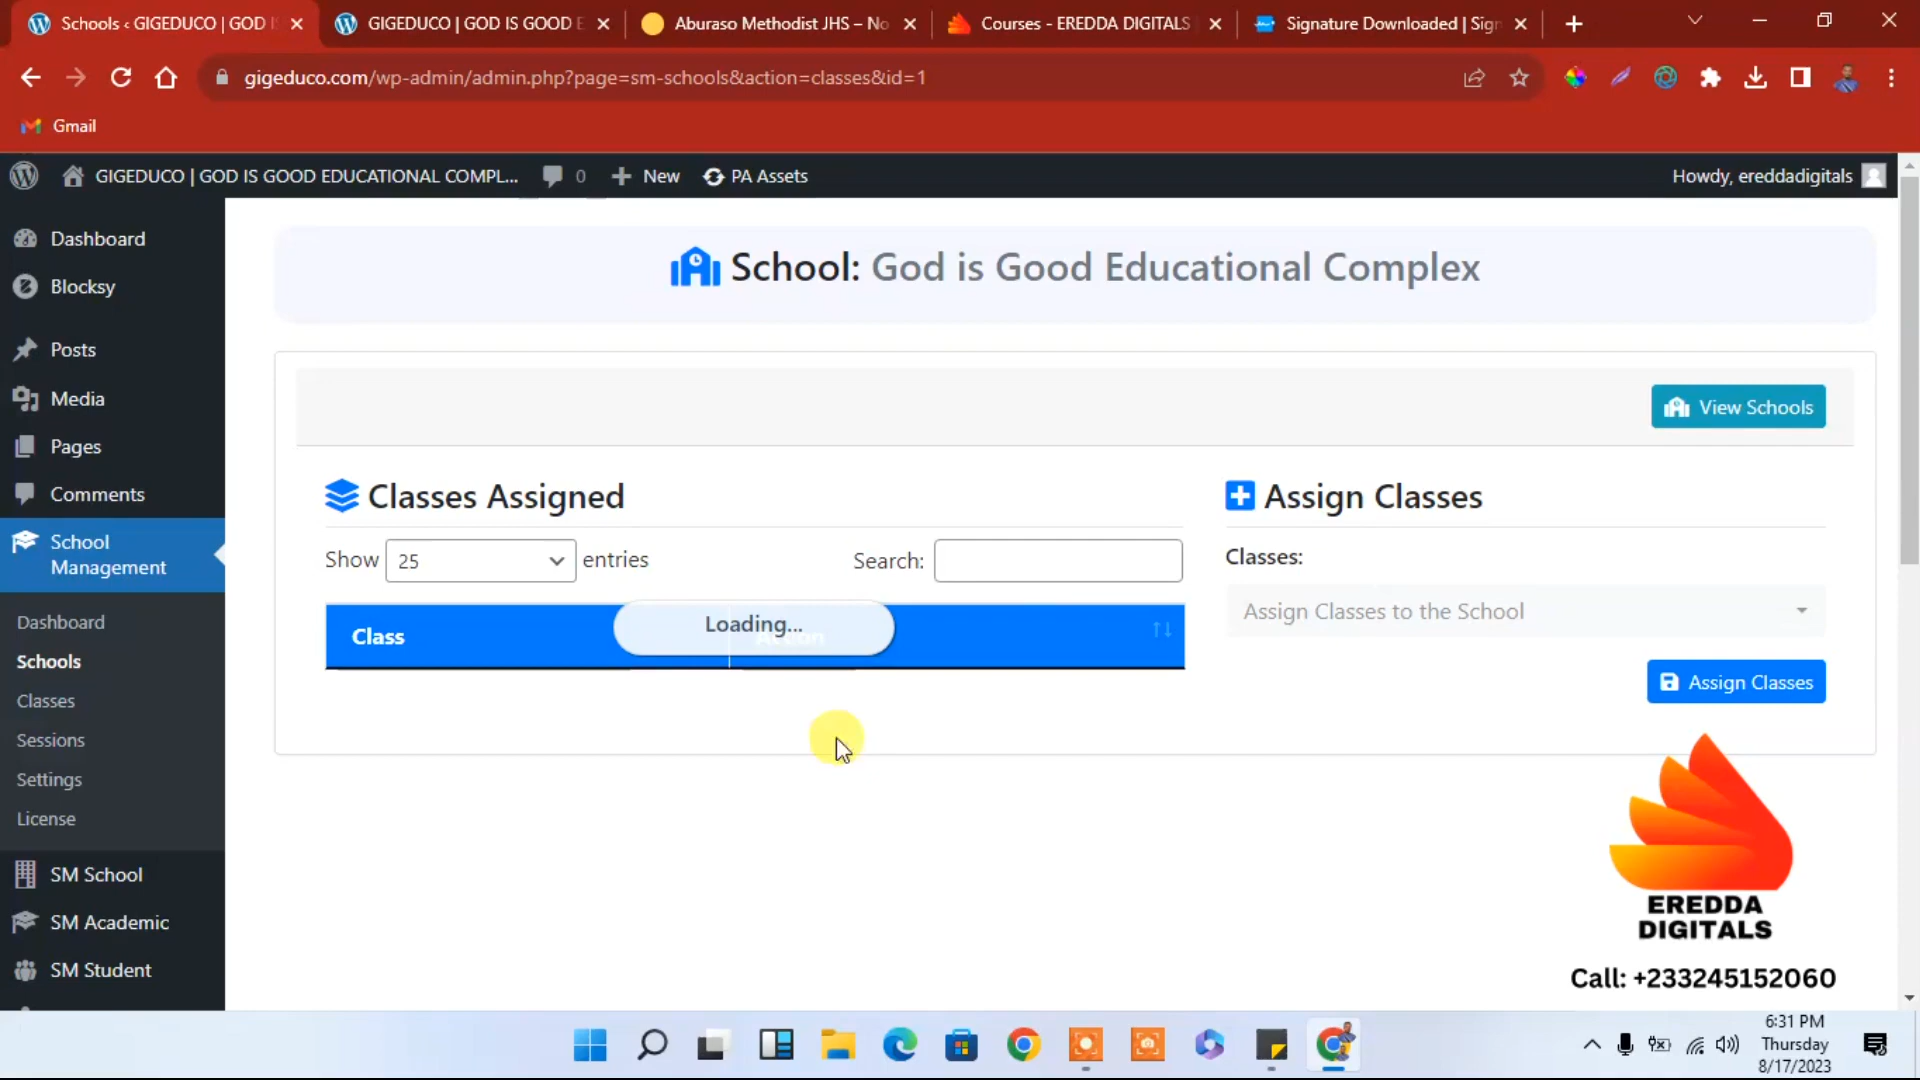 Schools ‹ GIGEDUCO | GOD I
GIGEDUCO | GOD IS GOOD E
Aburaso Methodist JHS – No
Courses - EREDDA DIGITALS
Signature Downloaded | Sign
gigeduco.com/wp-admin/admin.php?page=sm-schools&action=classes&id=1
Gmail
GIGEDUCO | GOD IS GOOD EDUCATIONAL COMPL...
0
New
PA Assets
Howdy, ereddadigitals
Dashboard
Blocksy
Posts
Media
Pages
Comments
School
Management
Dashboard
Schools
Classes
Sessions
Settings
License
SM School
SM Academic
SM Student
School: God is Good Educational Complex
View Schools
Classes Assigned
Show 25 entries
Search:
Class
Loading...
Action
Assign Classes
Classes:
Assign Classes to the School
Assign Classes
EREDDA
DIGITALS
Call: +233245152060
6:31 PM
Thursday
8/17/2023